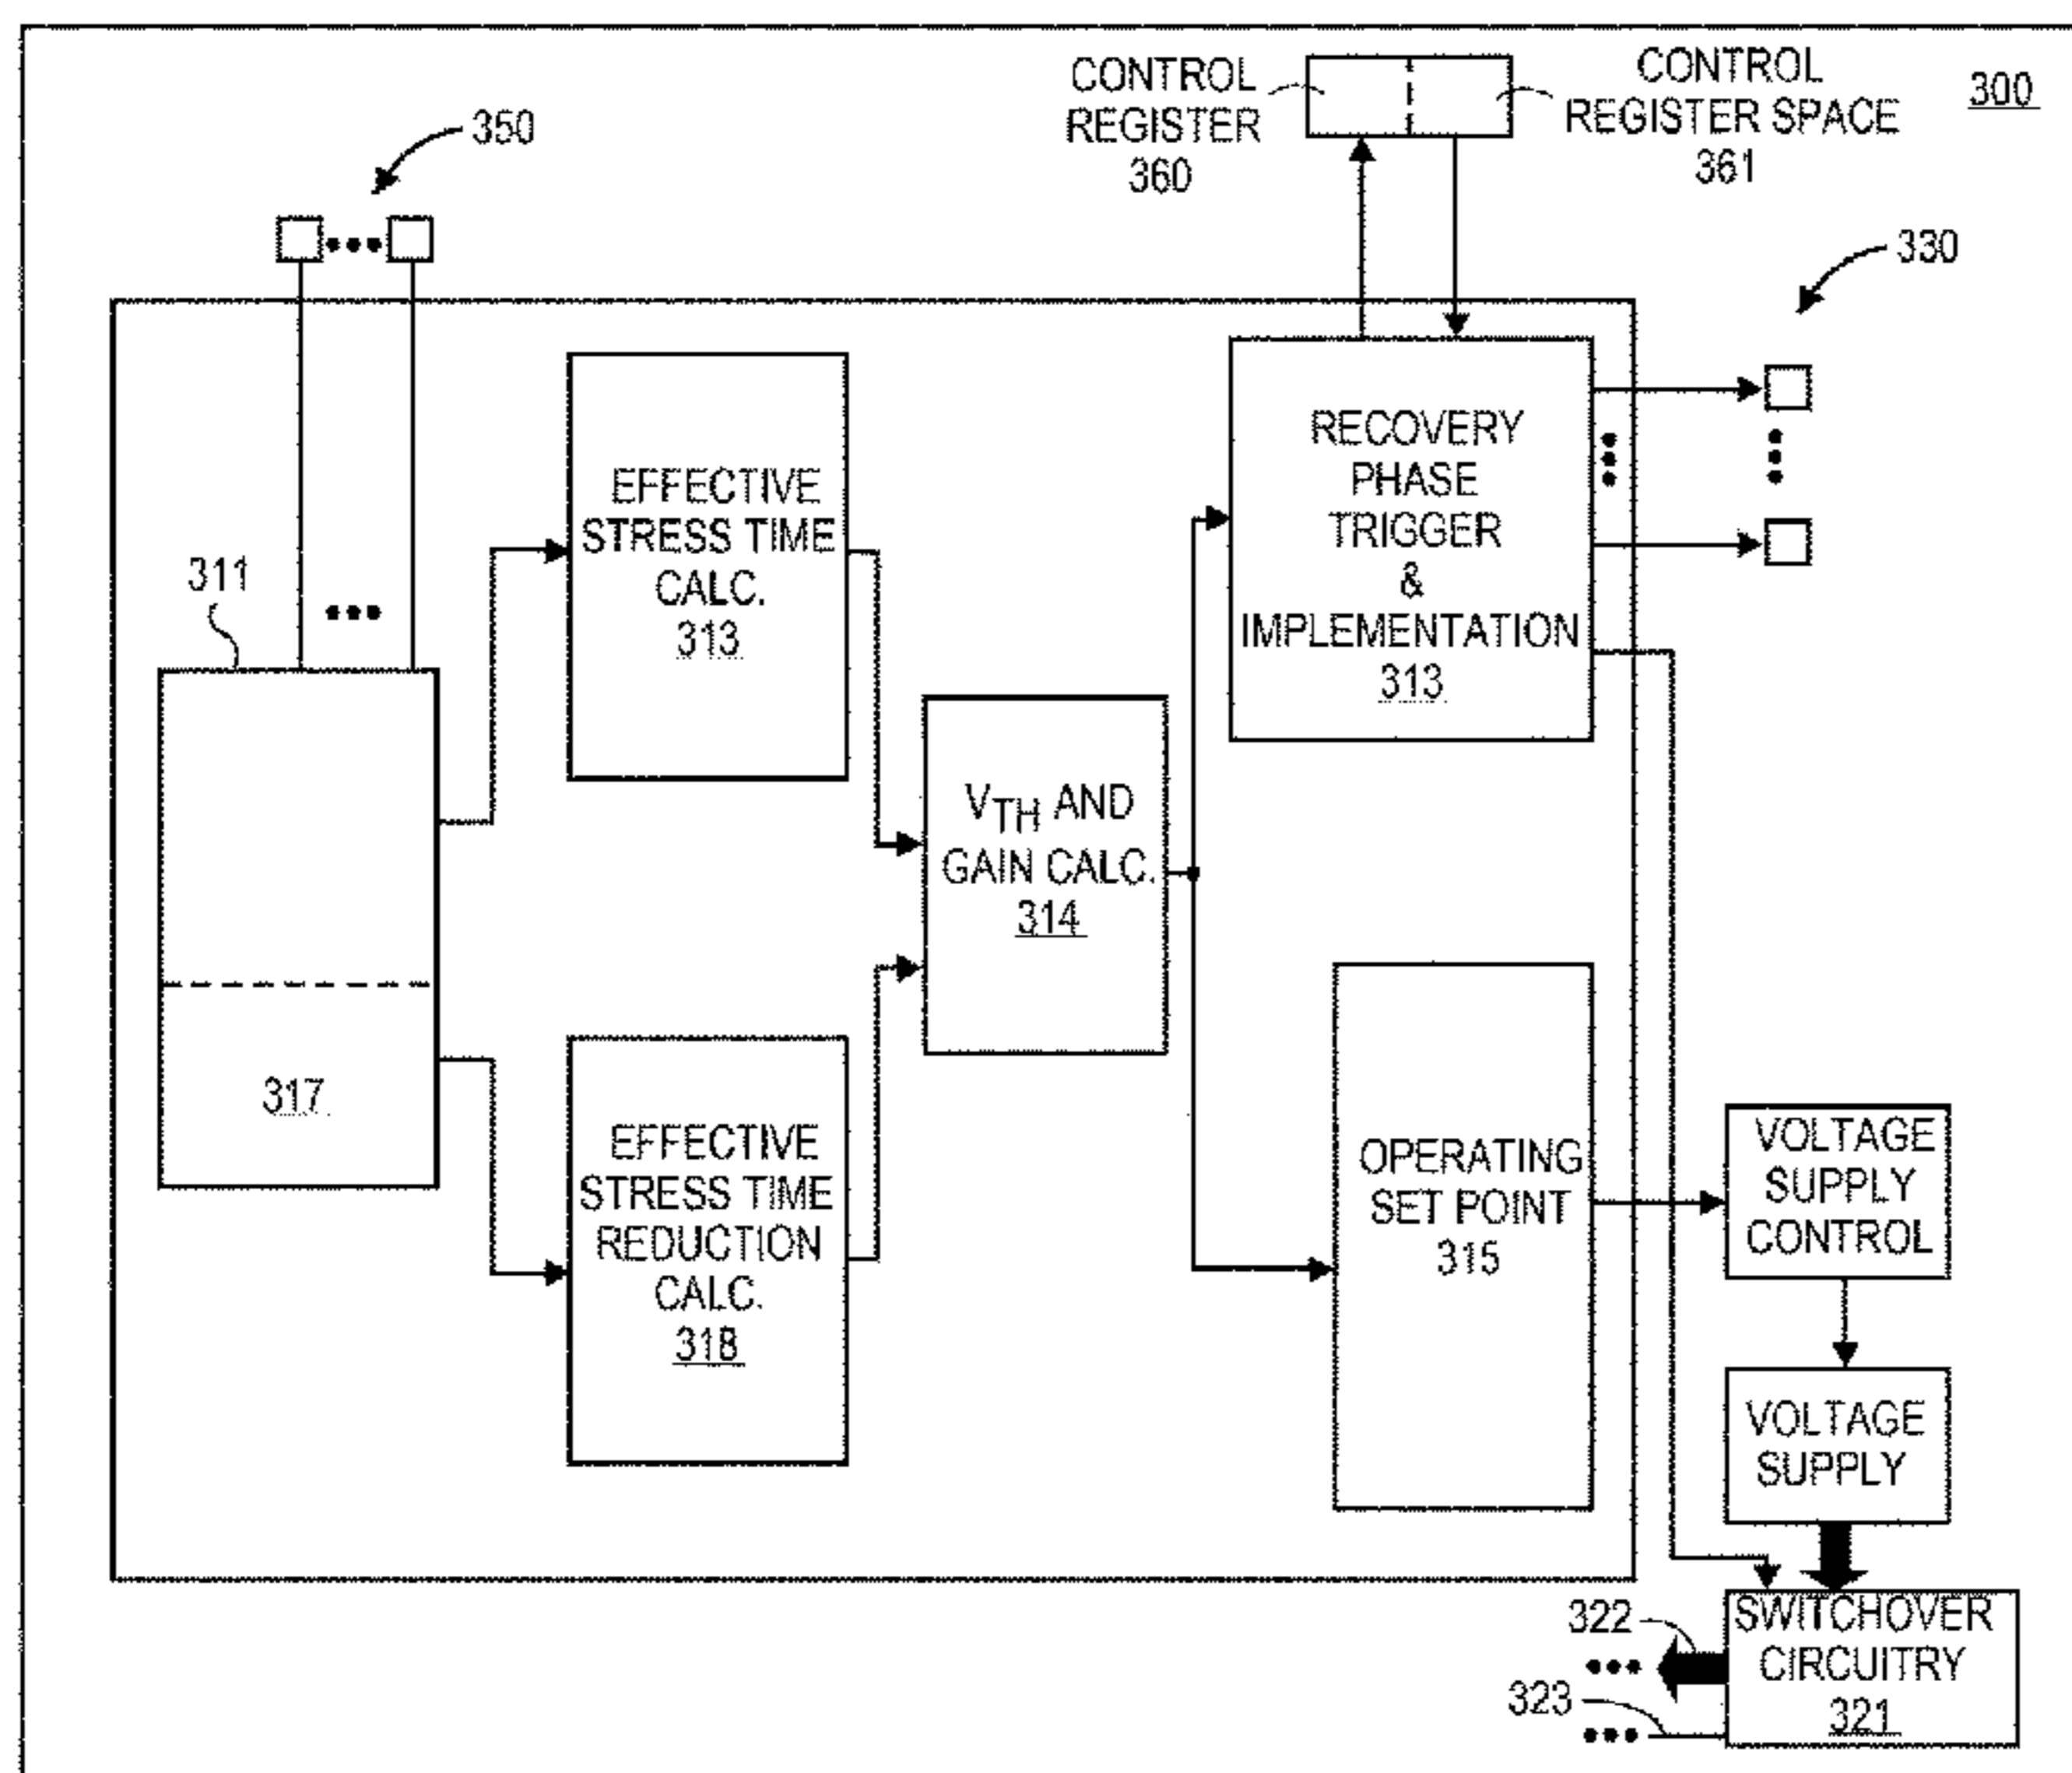 300
CONTROL
REGISTER
360
CONTROL
REGISTER SPACE
361
350
330
311
EFFECTIVE
STRESS TIME
CALC.
313
RECOVERY
PHASE
TRIGGER
&
IMPLEMENTATION
313
VTH AND
GAIN CALC.
314
317
EFFECTIVE
STRESS TIME
REDUCTION
CALC.
318
OPERATING
SET POINT
315
VOLTAGE
SUPPLY
CONTROL
VOLTAGE
SUPPLY
322
323
SWITCHOVER
CIRCUITRY
321